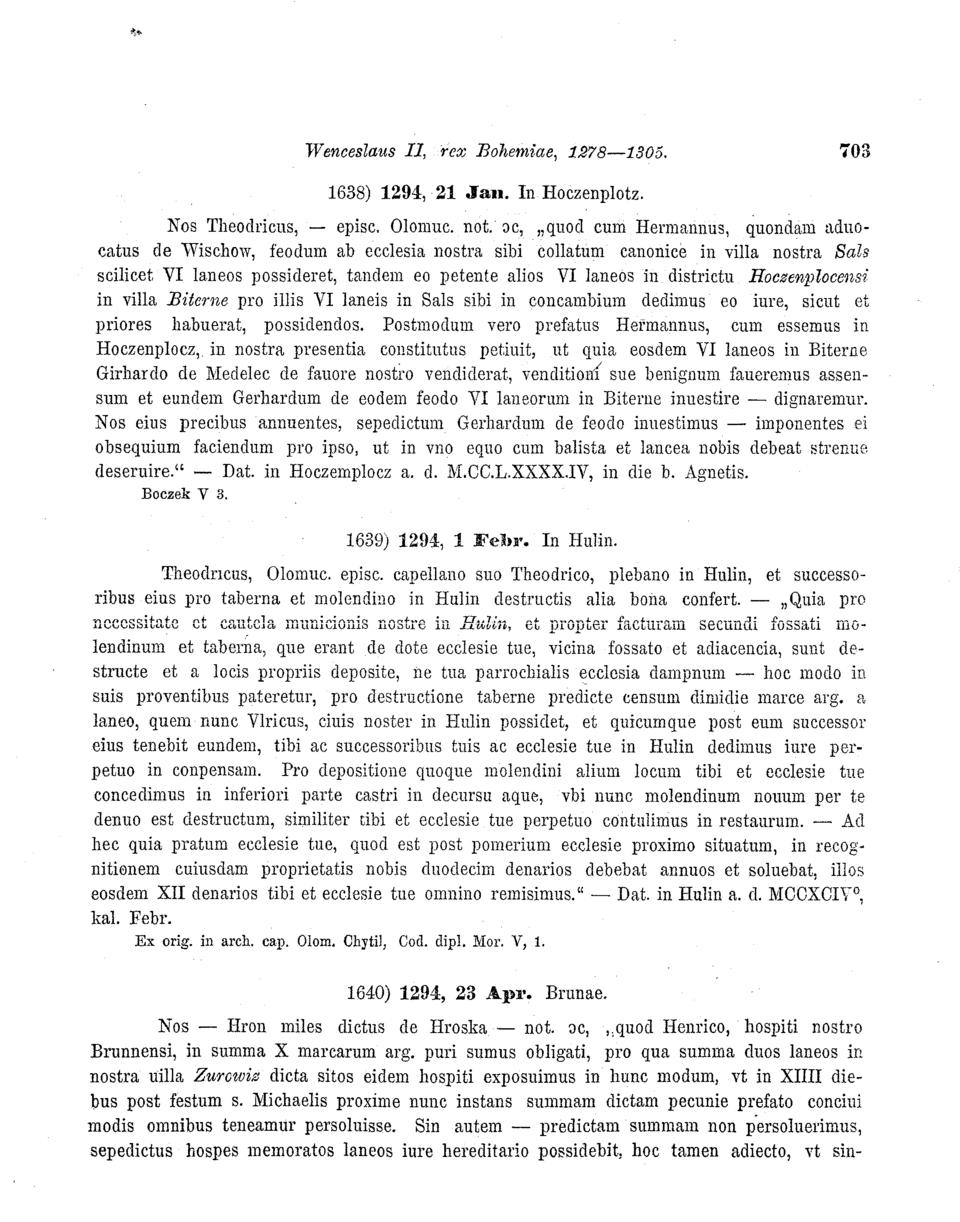 Wenceslaus II, rex Bohemiae, 1278—1305. 703
1638) 1294, 21 Jan. In Hoczenplotz.
Nos Theodricus, — episc. Olomuc. not. ɔc, „quod cum Hermannus, quondam aduo-
catus de Wischow, feodum ab ecclesia nostra sibi collatum canonice in villa nostra Sals
scilicet VI laneos possideret, tandem eo petente alios VI laneos in districtu Hoczenplocensi
in villa Biterne pro illis VI laneis in Sals sibi in concambium dedimus eo iure, sicut et
priores habuerat, possidendos. Postmodum vero prefatus Hermannus, cum essemus in
Hoczenplocz, in nostra presentia constitutus petiuit, ut quia eosdem VI laneos in Biterne
Girhardo de Medelec de fauore nostro vendiderat, venditioni sue benignum faueremus assen-
sum et eundem Gerhardum de eodem feodo VI laneorum in Biterne inuestire — dignaremur.
Nos eius precibus annuentes, sepedictum Gerhardum de feodo inuestimus — imponentes ei
obsequium faciendum pro ipso, ut in vno equo cum balista et lancea nobis debeat strenue
deseruire.“ — Dat. in Hoczemplocz a. d. M.CC.L.XXXX.IV, in die b. Agnetis.
Boczek V 3.
1639) 1294, 1 Febr. In Hulin.
Theodricus, Olomuc. episc. capellano suo Theodrico, plebano in Hulin, et successo-
ribus eius pro taberna et molendino in Hulin destructis alia bona confert. — „Quia pro
necessitate et cautela municionis nostre in Hulin, et propter facturam secundi fossati mo-
lendinum et taberna, que erant de dote ecclesie tue, vicina fossato et adiacencia, sunt de-
structe et a locis propriis deposite, ne tua parrochialis ecclesia dampnum — hoc modo in
suis proventibus pateretur, pro destructione taberne predicte censum dimidie marce arg. a
laneo, quem nunc Vlricus, ciuis noster in Hulin possidet, et quicumque post eum successor
eius tenebit eundem, tibi ac successoribus tuis ac ecclesie tue in Hulin dedimus iure per-
petuo in conpensam. Pro depositione quoque molendini alium locum tibi et ecclesie tue
concedimus in inferiori parte castri in decursu aque, vbi nunc molendinum nouum per te
denuo est destructum, similiter tibi et ecclesie tue perpetuo contulimus in restaurum. — Ad
hec quia pratum ecclesie tue, quod est post pomerium ecclesie proximo situatum, in recog-
nitionem cuiusdam proprietatis nobis duodecim denarios debebat annuos et soluebat, illos
eosdem XII denarios tibi et ecclesie tue omnino remisimus.“ — Dat. in Hulin a. d. MCCXCIV⁰,
kal. Febr.
Ex orig. in arch. cap. Olom. Chytil, Cod. dipl. Mor. V, 1.
1640) 1294, 23 Apr. Brunae.
Nos — Hron miles dictus de Hroska — not. ɔc, „quod Henrico, hospiti nostro
Brunnensi, in summa X marcarum arg. puri sumus obligati, pro qua summa duos laneos in
nostra uilla Zurcwiz dicta sitos eidem hospiti exposuimus in hunc modum, vt in XIIII die-
bus post festum s. Michaelis proxime nunc instans summam dictam pecunie prefato conciui
modis omnibus teneamur persoluisse. Sin autem — predictam summam non persoluerimus,
sepedictus hospes memoratos laneos iure hereditario possidebit, hoc tamen adiecto, vt sin-